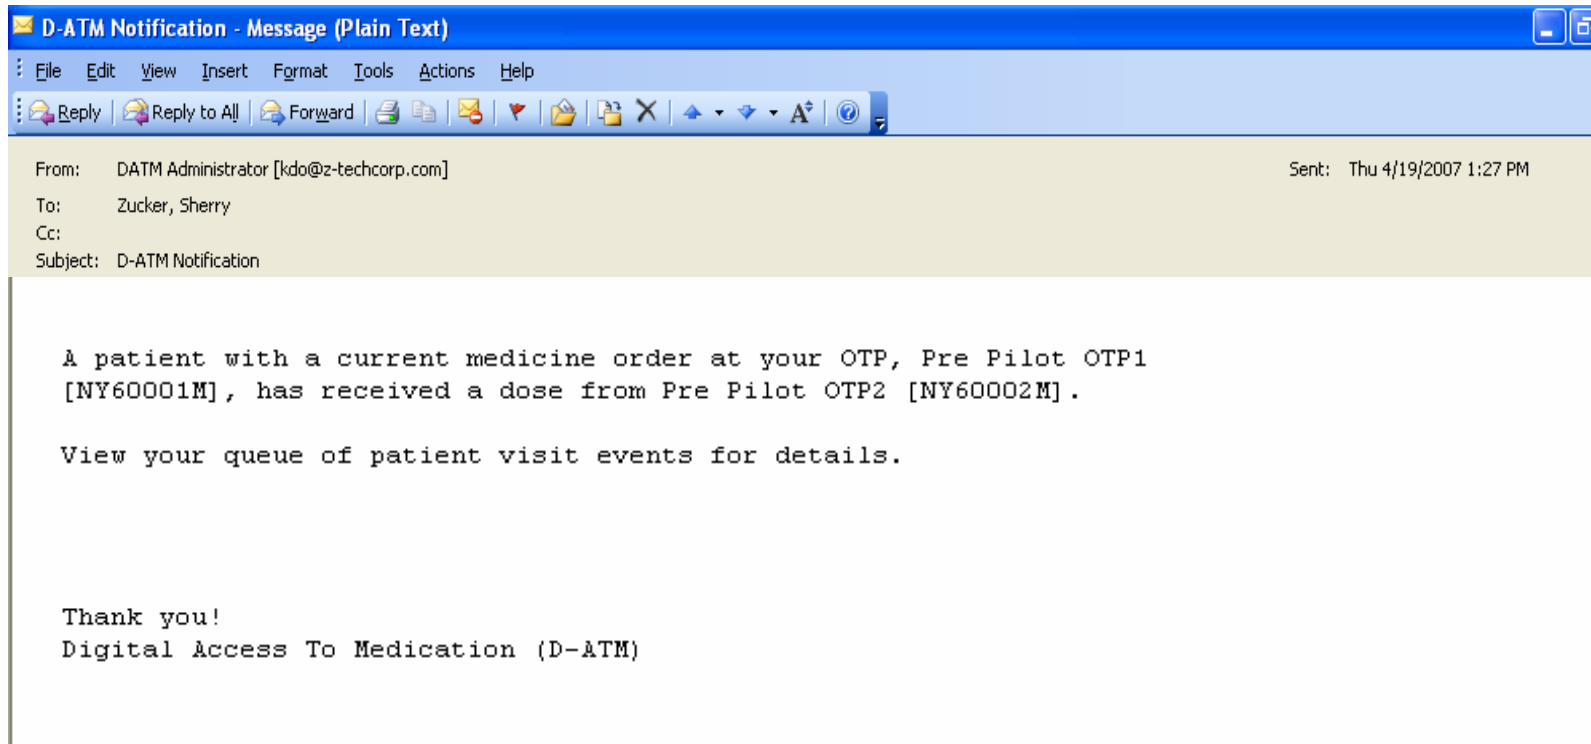 D-ATM Notification - Message (Plain Text)
File Edit View Insert Format Tools Actions Help
Reply Reply to All Forward
From: DATM Administrator [kdo@z-techcorp.com] Sent: Thu 4/19/2007 1:27 PM
To: Zucker, Sherry
Cc:
Subject: D-ATM Notification
A patient with a current medicine order at your OTP, Pre Pilot OTP1
[NY60001M], has received a dose from Pre Pilot OTP2 [NY60002M].
View your queue of patient visit events for details.
Thank you!
Digital Access To Medication (D-ATM)